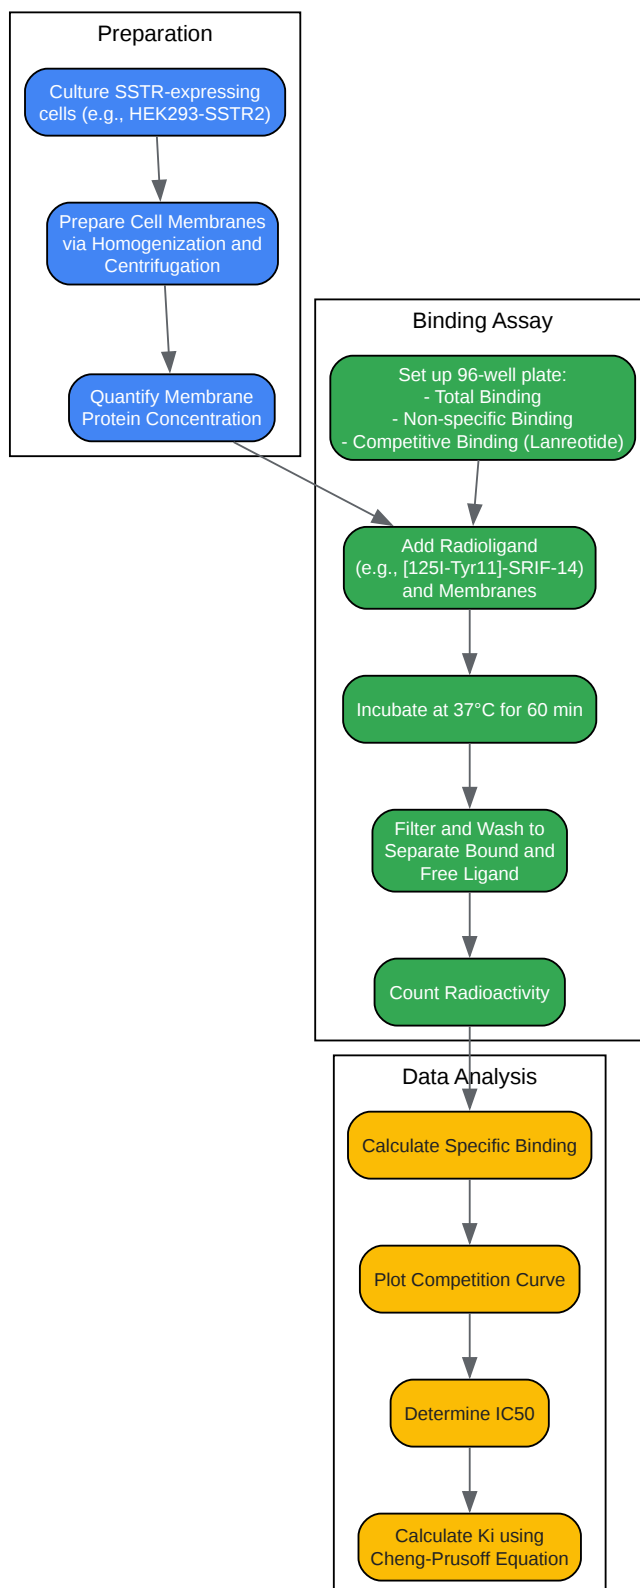 Preparation
Culture SSTR-expressing
cells (e.g., HEK293-SSTR2)
Prepare Cell Membranes
via Homogenization and
Centrifugation
Quantify Membrane
Protein Concentration
Binding Assay
Set up 96-well plate:
- Total Binding
- Non-specific Binding
- Competitive Binding (Lanreotide)
Add Radioligand
(e.g., [125I-Tyr11]-SRIF-14)
and Membranes
Incubate at 37°C for 60 min
Filter and Wash to
Separate Bound and
Free Ligand
Count Radioactivity
Data Analysis
Calculate Specific Binding
Plot Competition Curve
Determine IC50
Calculate Ki using
Cheng-Prusoff Equation